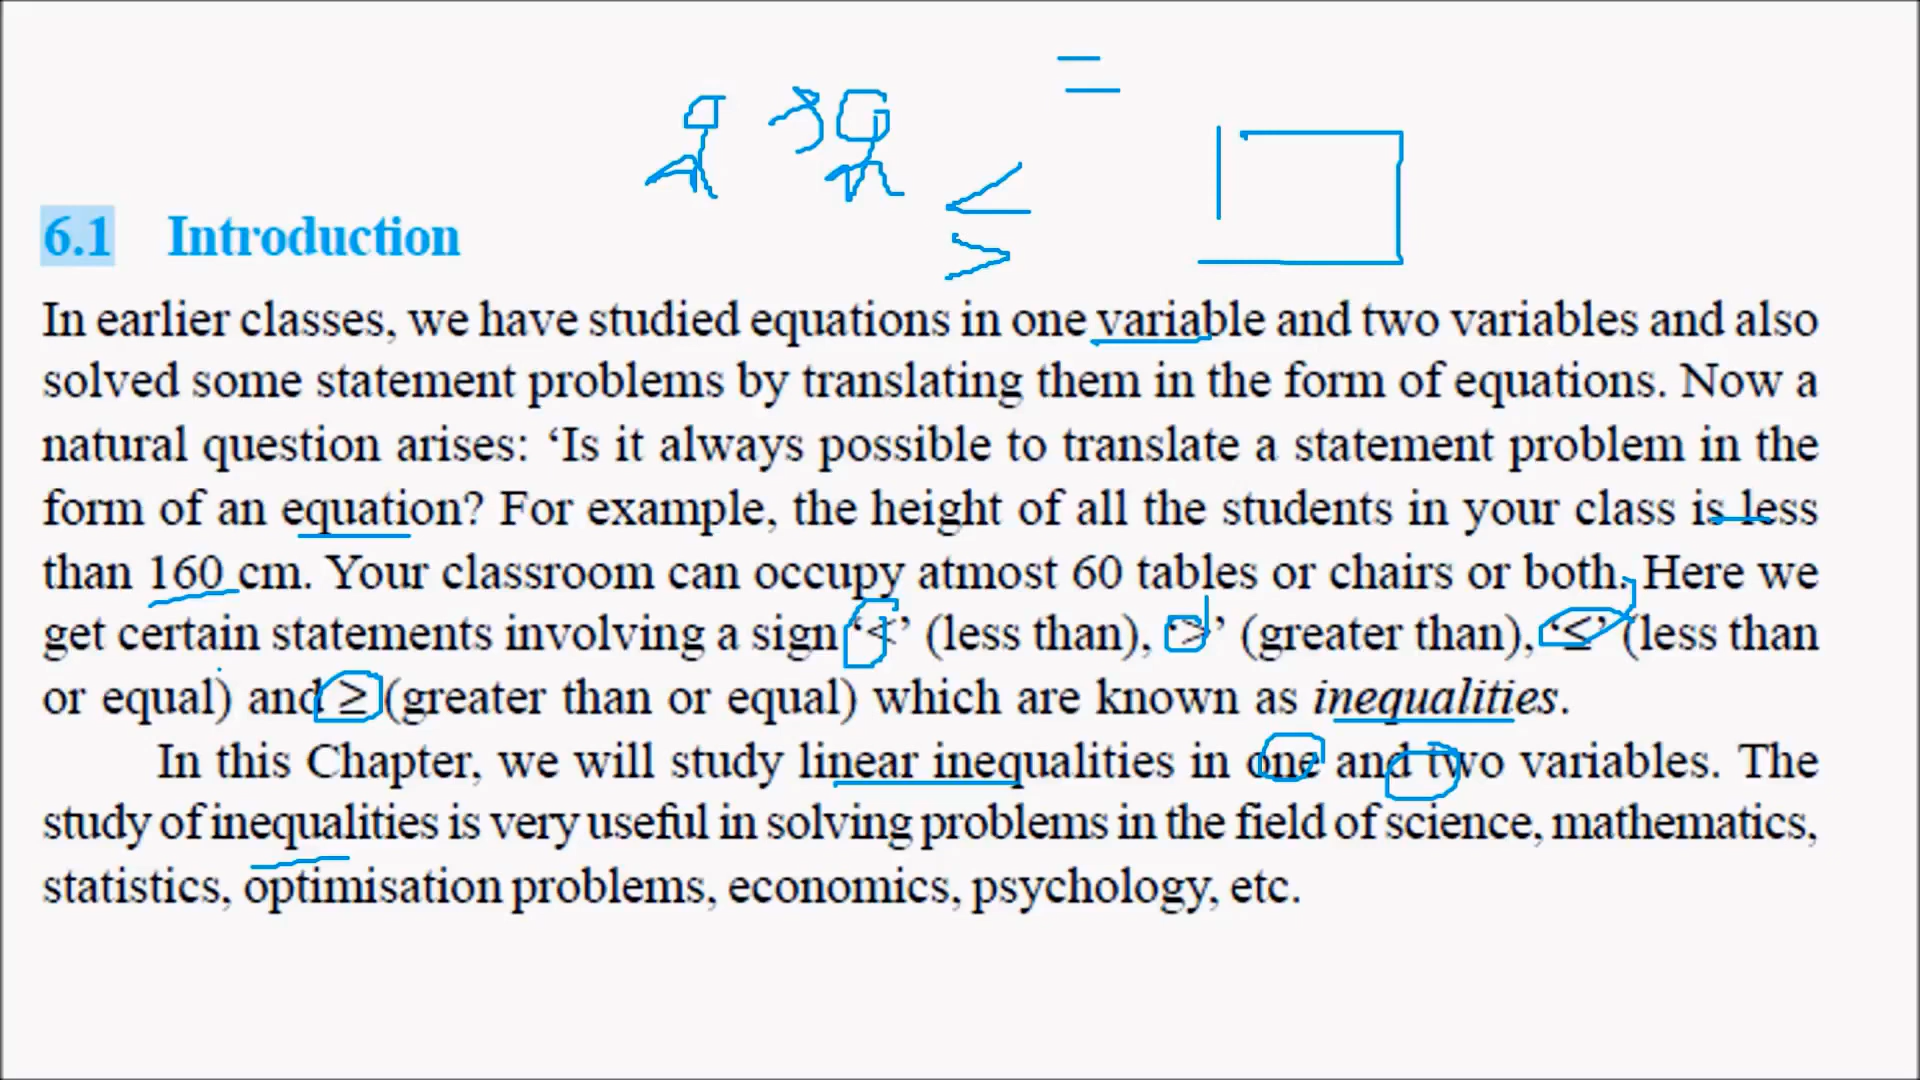 =
<
>
6.1 Introduction
In earlier classes, we have studied equations in one variable and two variables and also
solved some statement problems by translating them in the form of equations. Now a
natural question arises: ‘Is it always possible to translate a statement problem in the
form of an equation? For example, the height of all the students in your class is less
than 160 cm. Your classroom can occupy atmost 60 tables or chairs or both. Here we
get certain statements involving a sign ‘<’ (less than), ‘>’ (greater than), ‘≤’ (less than
or equal) and ≥ (greater than or equal) which are known as inequalities.
In this Chapter, we will study linear inequalities in one and two variables. The
study of inequalities is very useful in solving problems in the field of science, mathematics,
statistics, optimisation problems, economics, psychology, etc.